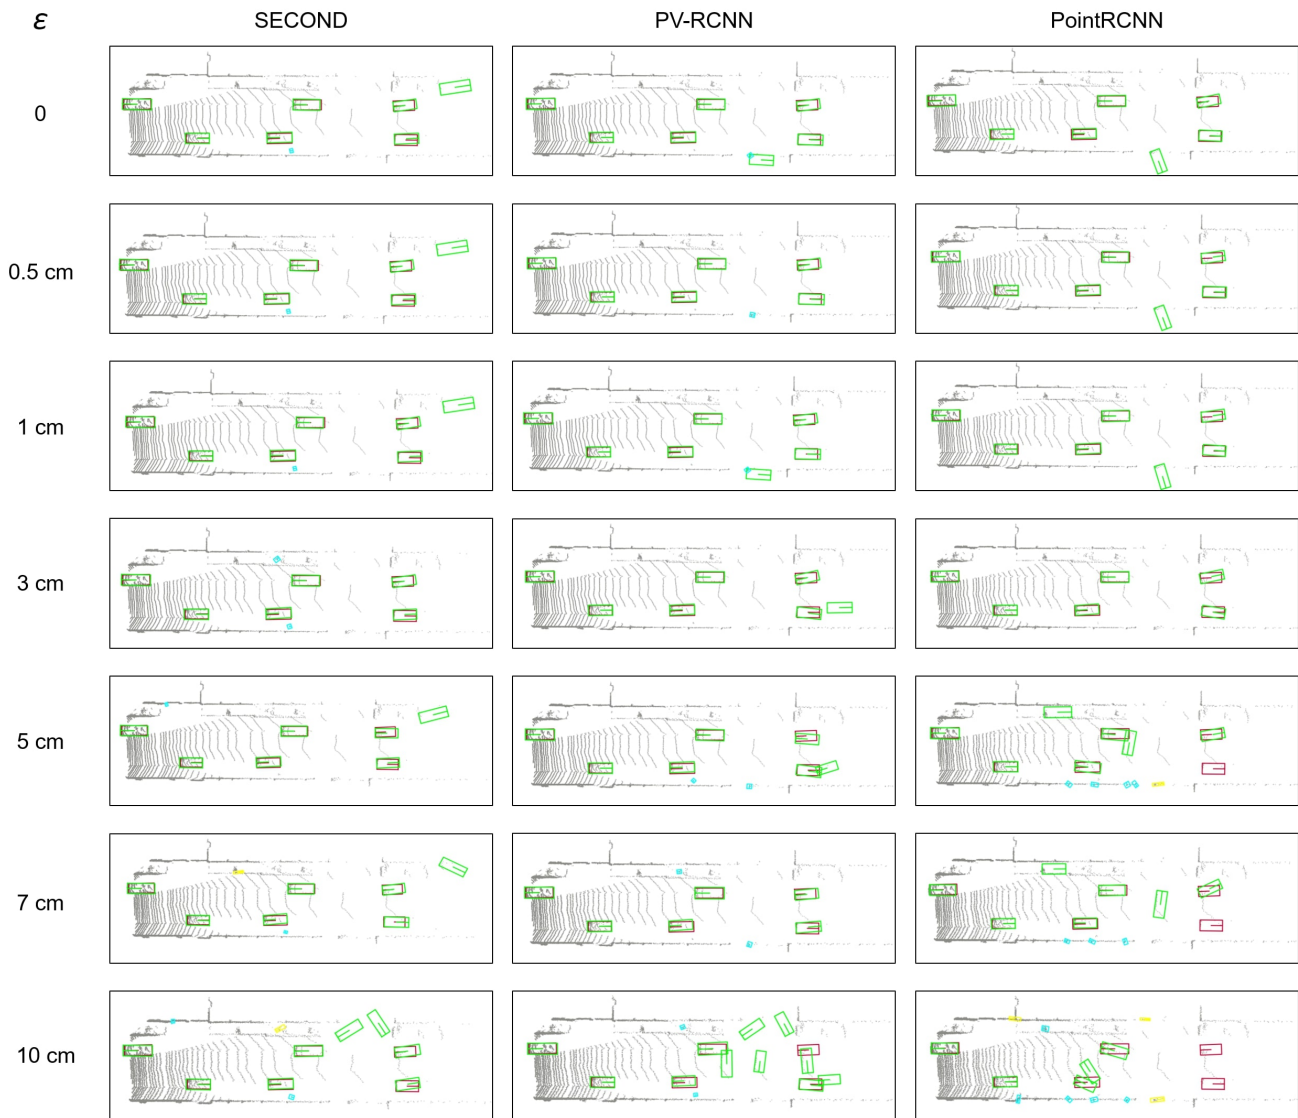 ε SECOND PV-RCNN PointRCNN
0
0.5 cm
1 cm
3 cm
5 cm
7 cm
10 cm